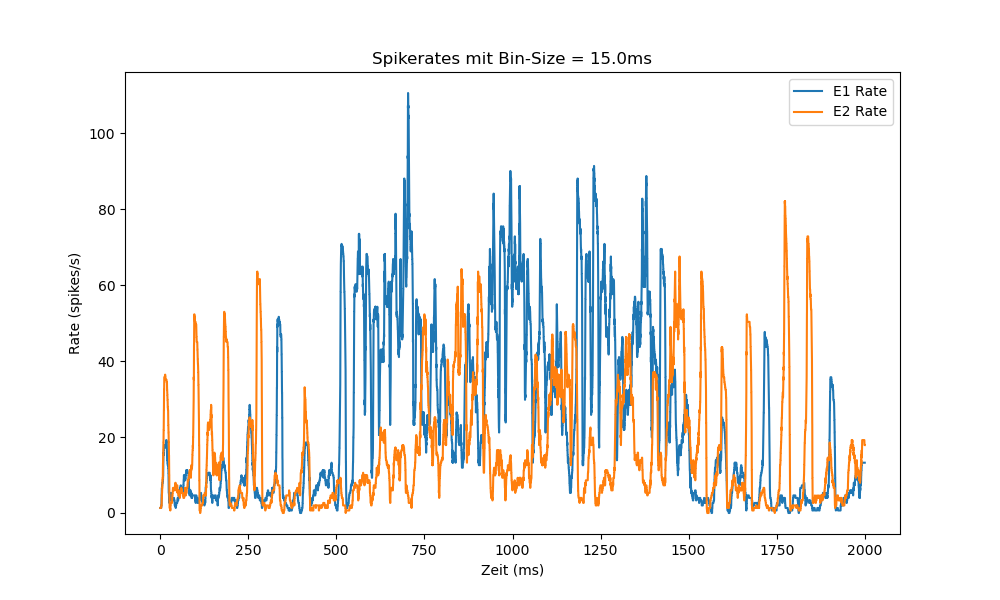 Spikerates mit Bin-Size = 15.0ms
E1 Rate
E2 Rate
Rate (spikes/s)
100
80
60
40
20
0
0 250 500 750 1000 1250 1500 1750 2000
Zeit (ms)